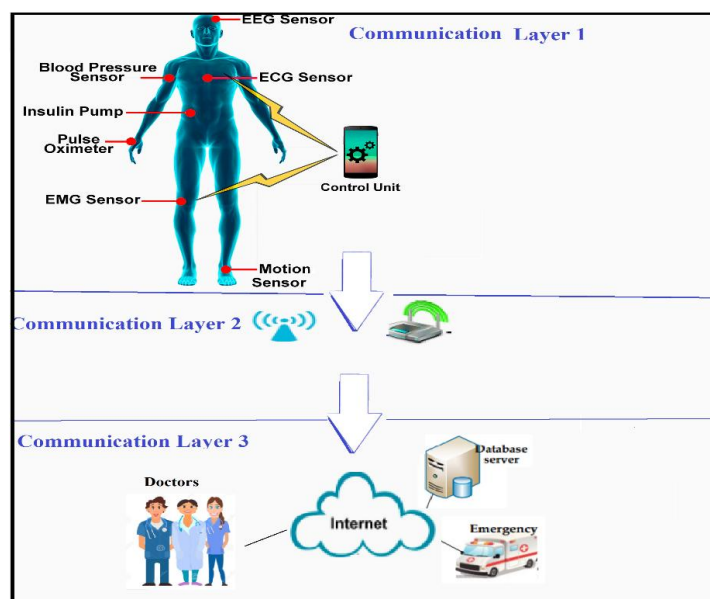 EEG Sensor
Communication Layer 1
Blood Pressure
Sensor
ECG Sensor
Insulin Pump
Pulse
Oximeter
Control Unit
EMG Sensor
Motion
Sensor
Communication Layer 2
Communication Layer 3
Database
server
Doctors
Internet
Emergency